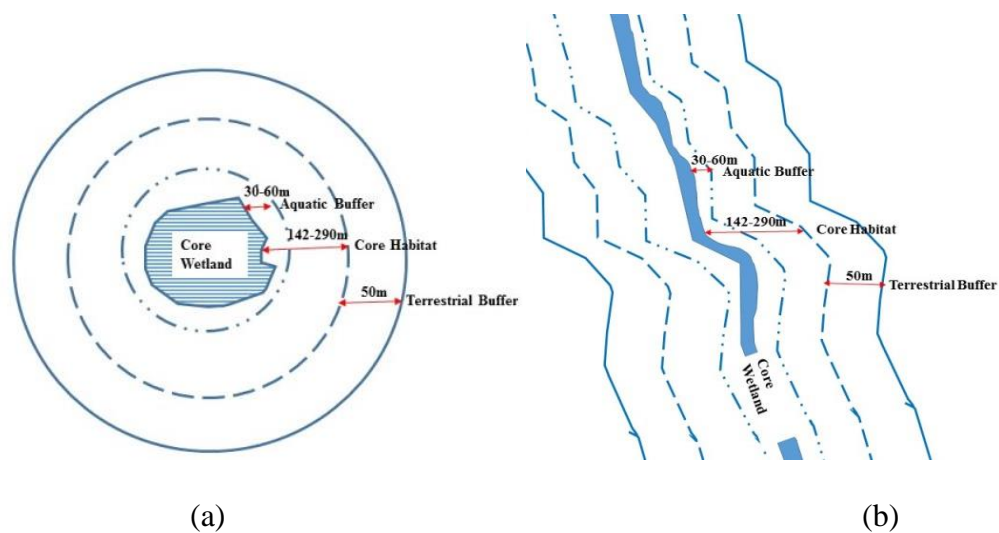 30-60m
Aquatic Buffer
142-290m
Core
Wetland
Core Habitat
50m
Terrestrial Buffer
(a)
30-60m
Aquatic Buffer
142-290m
Core Habitat
50m
Terrestrial Buffer
Core
Wetland
(b)